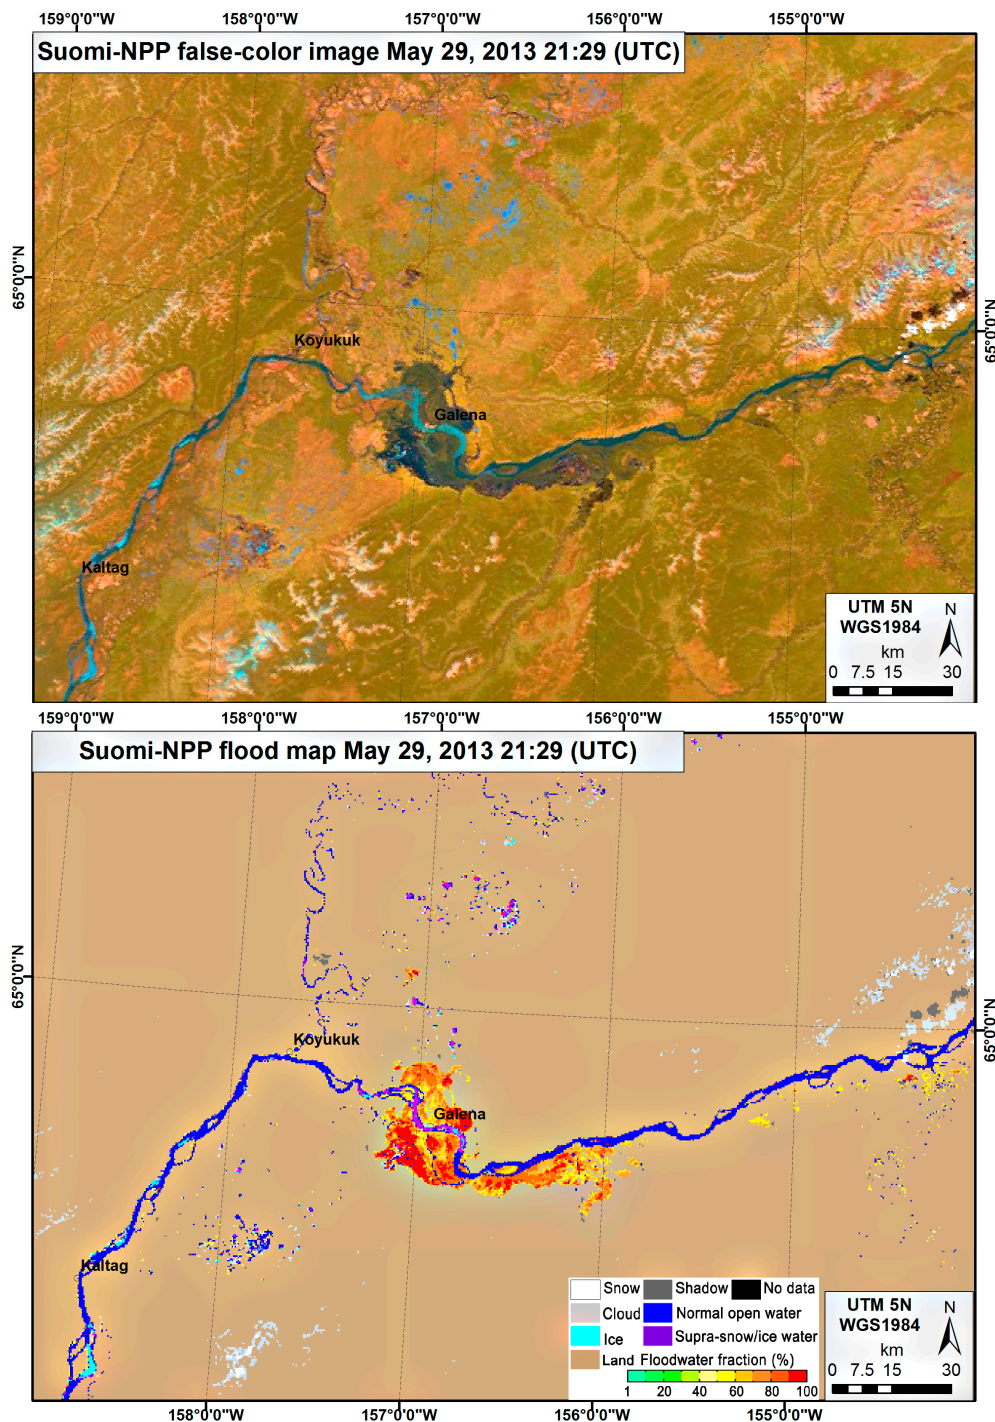 159°0'0"W 158°0'0"W 157°0'0"W 156°0'0"W 155°0'0"W
Suomi-NPP false-color image May 29, 2013 21:29 (UTC)
65°0'0"N
65°0'0"N
Koyukuk
Galena
Kaltag
UTM 5N
WGS1984
N
km
0 7.5 15 30
159°0'0"W 158°0'0"W 157°0'0"W 156°0'0"W 155°0'0"W
Suomi-NPP flood map May 29, 2013 21:29 (UTC)
65°0'0"N
65°0'0"N
Koyukuk
Galena
Kaltag
Snow Shadow No data
Cloud Normal open water
Ice Supra-snow/ice water
Land Floodwater fraction (%)
1 20 40 60 80 100
UTM 5N
WGS1984
N
km
0 7.5 15 30
158°0'0"W 157°0'0"W 156°0'0"W 155°0'0"W